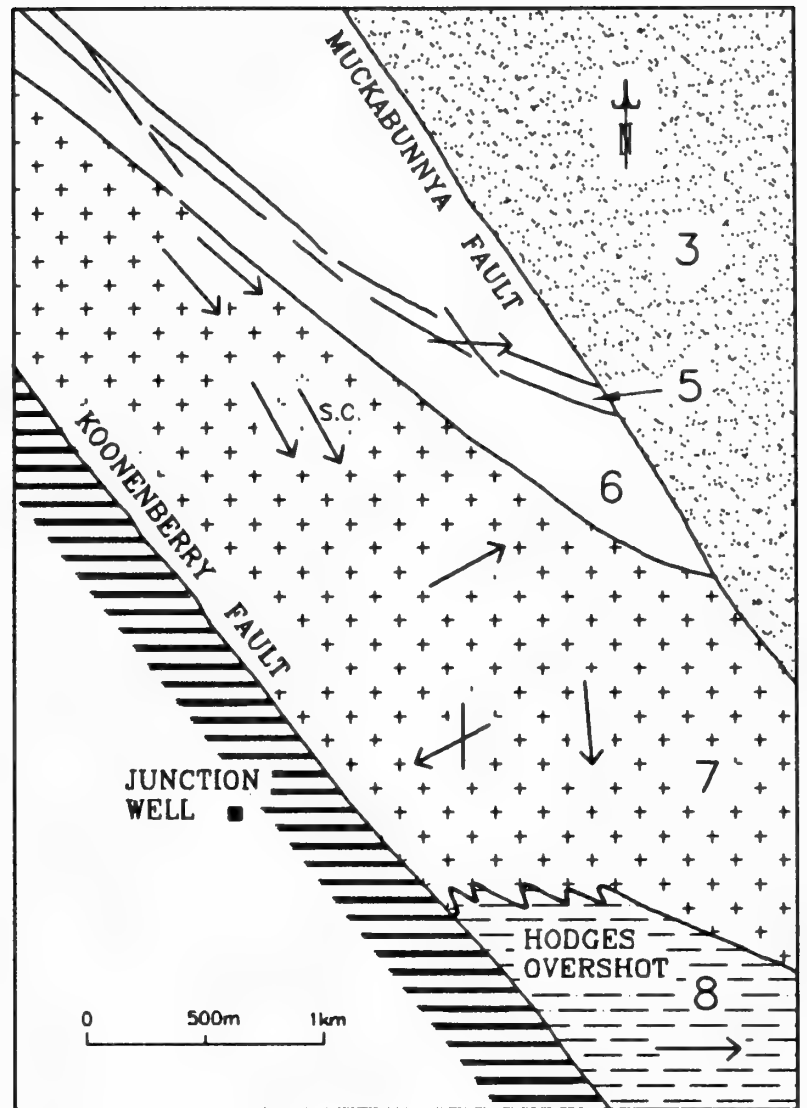 MUCKABUNNYA FAULT
N
3
5
S.C.
6
KOONENBERRY FAULT
7
JUNCTION
WELL
HODGES
OVERSHOT
8
0 500m 1km